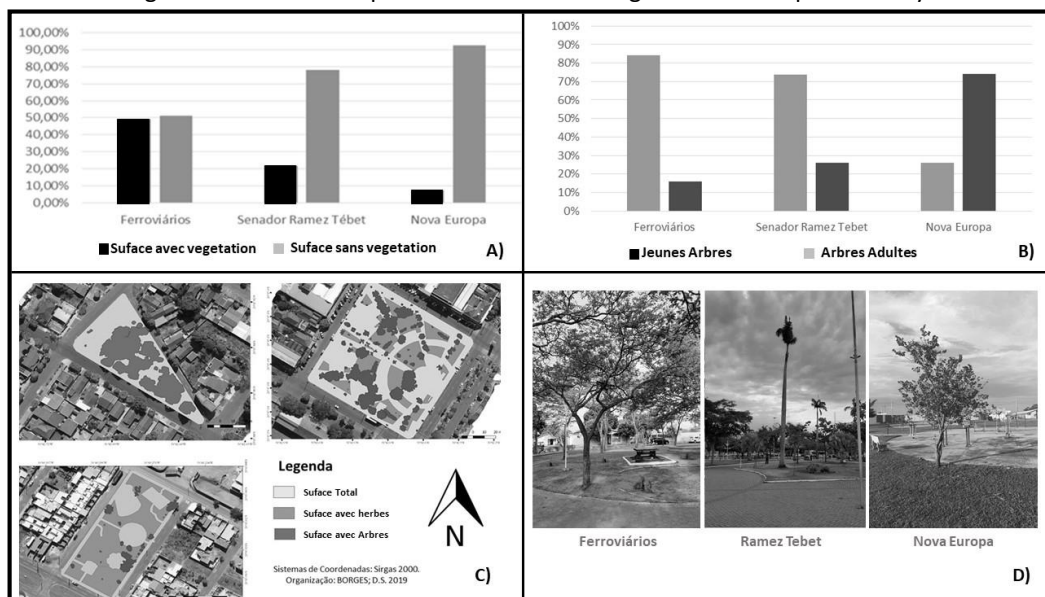 100,00%
90,00%
80,00%
70,00%
60,00%
50,00%
40,00%
30,00%
20,00%
10,00%
0,00%
Ferroviários Senador Ramez Tébet Nova Europa
Suface avec vegetation Suface sans vegetation A)
100%
90%
80%
70%
60%
50%
40%
30%
20%
10%
0%
Ferroviários Senador Ramez Tebet Nova Europa
Jeunes Arbres Arbres Adultes B)
Legenda
Suface Total
Suface avec herbes
Suface avec Arbres
N
Sistemas de Coordenadas: Sirgas 2000.
Organização: BORGES; D.S. 2019
C)
Ferroviários Ramez Tebet Nova Europa
D)